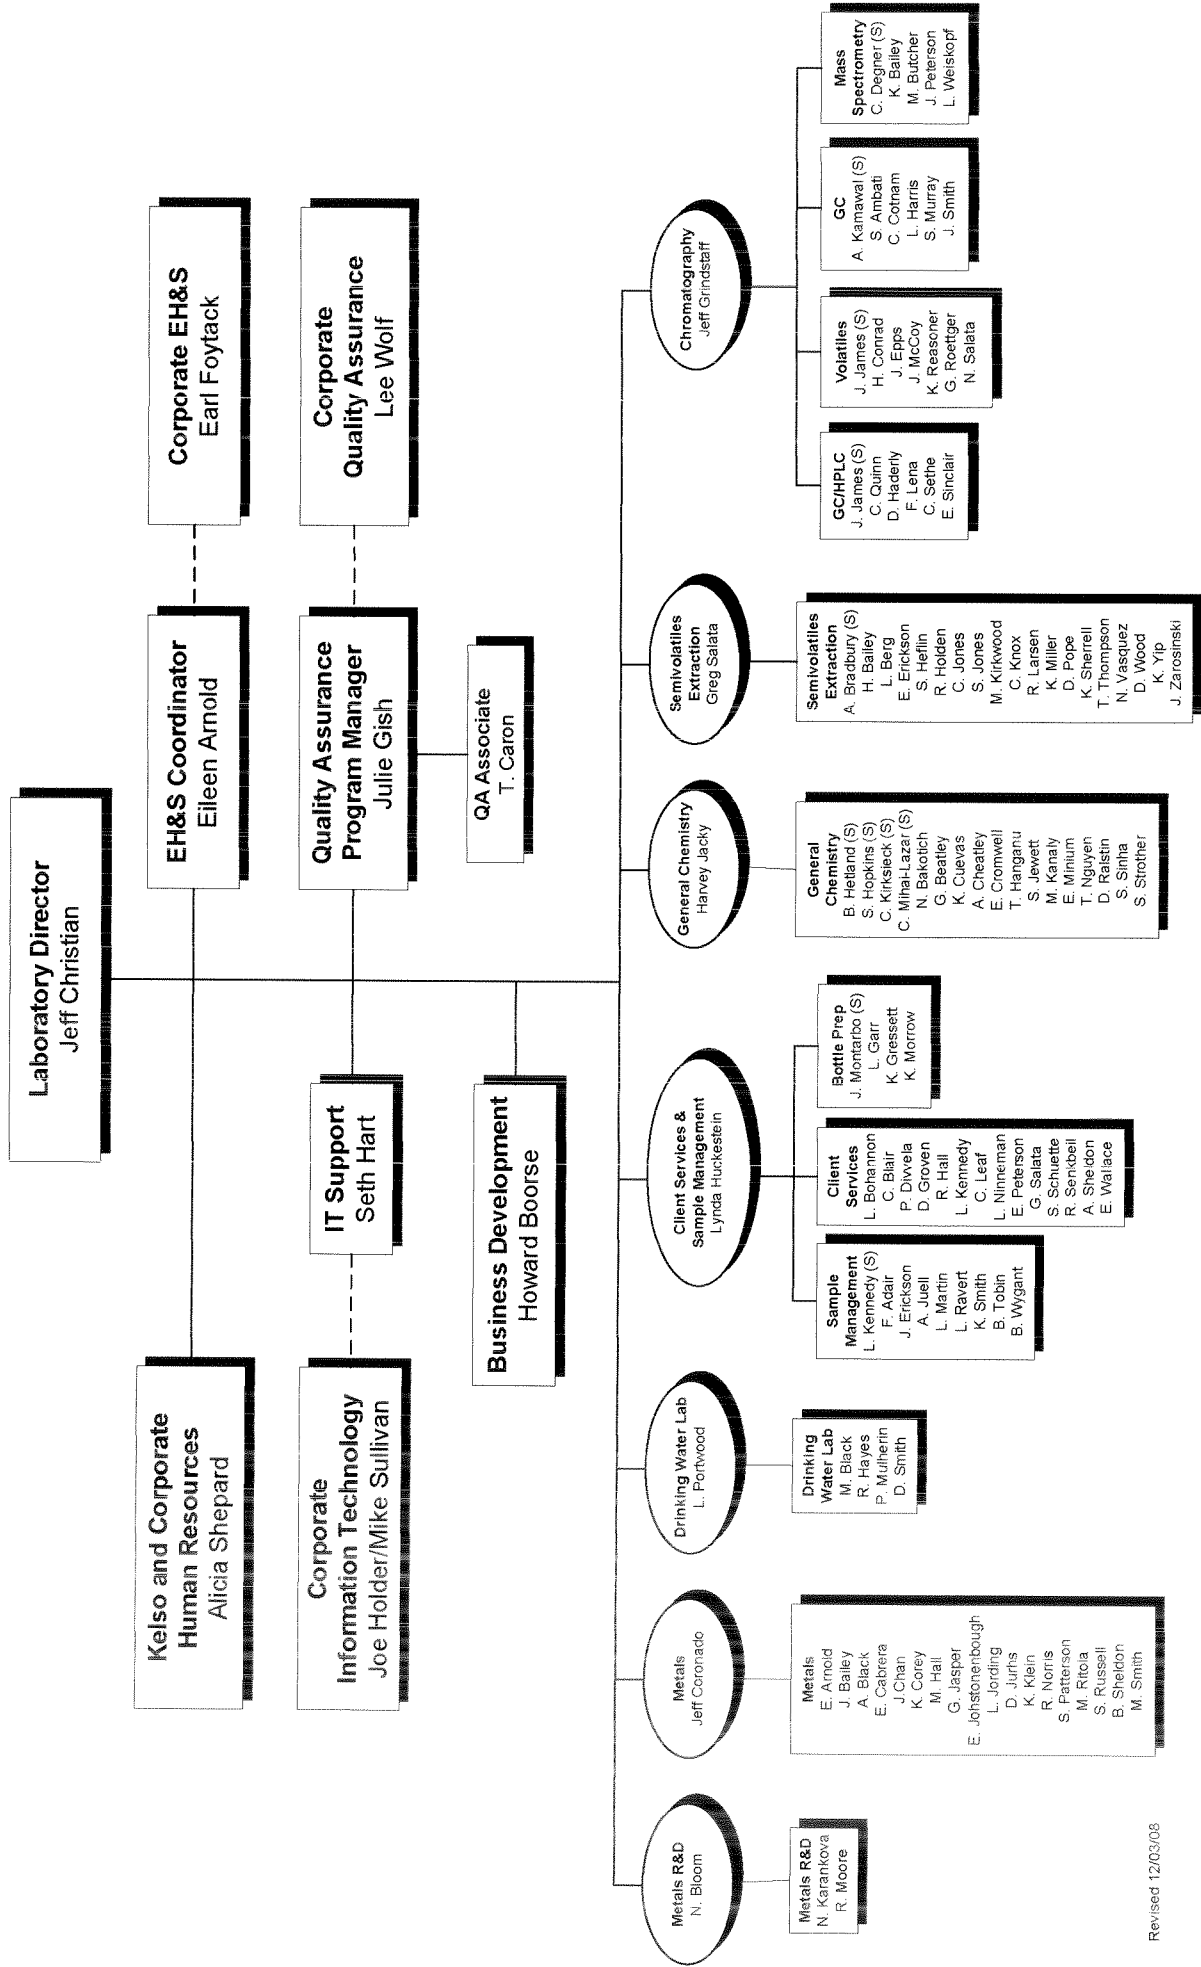 Laboratory Director
Jeff Christian
Kelso and Corporate
Human Resources
Alicia Shepard
EH&S Coordinator
Eileen Arnold
Corporate EH&S
Earl Foytack
Corporate
Information Technology
Joe Holder/Mike Sullivan
IT Support
Seth Hart
Quality Assurance
Program Manager
Julie Gish
Corporate
Quality Assurance
Lee Wolf
Business Development
Howard Boorse
QA Associate
T. Caron
Metals R&D
N. Bloom
Metals
Jeff Coronado
Drinking Water Lab
L. Portwood
Client Services &
Sample Management
Lynda Huckestein
General Chemistry
Harvey Jacky
Semivolatiles
Extraction
Greg Salata
Chromatography
Jeff Grindstaff
Metals R&D
N. Karankova
R. Moore
Metals
E. Arnold
J. Bailey
A. Black
E. Cabrera
J.Chan
K. Corey
M. Hall
G. Jasper
E. Johstonenbough
L. Jording
D. Jurhs
K. Klein
R. Norris
S. Patterson
M. Ritola
S. Russell
B. Sheldon
M. Smith
Drinking
Water Lab
M. Black
R. Hayes
P. Mulherin
D. Smith
Sample
Management
L. Kennedy (S)
F. Adair
J. Erickson
A. Juell
L. Martin
L. Ravert
K. Smith
B. Tobin
B. Wygant
Client
Services
L. Bohannon
C. Blair
P. Divvela
D. Groven
R. Hall
L. Kennedy
C. Leaf
L. Ninneman
E. Peterson
G. Salata
S. Schuette
R. Senkbeil
A. Sheldon
E. Wallace
Bottle Prep
J. Montarbo (S)
L. Garr
K. Gressett
K. Morrow
General
Chemistry
B. Hetland (S)
S. Hopkins (S)
C. Kirksieck (S)
C. Mihai-Lazar (S)
N. Bakotich
G. Beatley
K. Cuevas
A. Cheatley
E. Cromwell
T. Hanganu
S. Jewett
M. Kanaly
E. Minium
T. Nguyen
D. Ralstin
S. Sinha
S. Strother
Semivolatiles
Extraction
A. Bradbury (S)
H. Bailey
L. Berg
E. Erickson
S. Heflin
R. Holden
C. Jones
S. Jones
M. Kirkwood
C. Knox
R. Larsen
K. Miller
D. Pope
K. Sherrell
T. Thompson
N. Vasquez
D. Wood
K. Yip
J. Zarosinski
GC/HPLC
J. James (S)
C. Quinn
D. Haderly
F. Lena
C. Sethe
E. Sinclair
Volatiles
J. James (S)
H. Conrad
J. Epps
J. McCoy
K. Reasoner
G. Roettger
N. Salata
GC
A. Kamawal (S)
S. Ambati
C. Cotnam
L. Harris
S. Murray
J. Smith
Mass
Spectrometry
C. Degner (S)
K. Bailey
M. Butcher
J. Peterson
L. Weiskopf
Revised 12/03/08